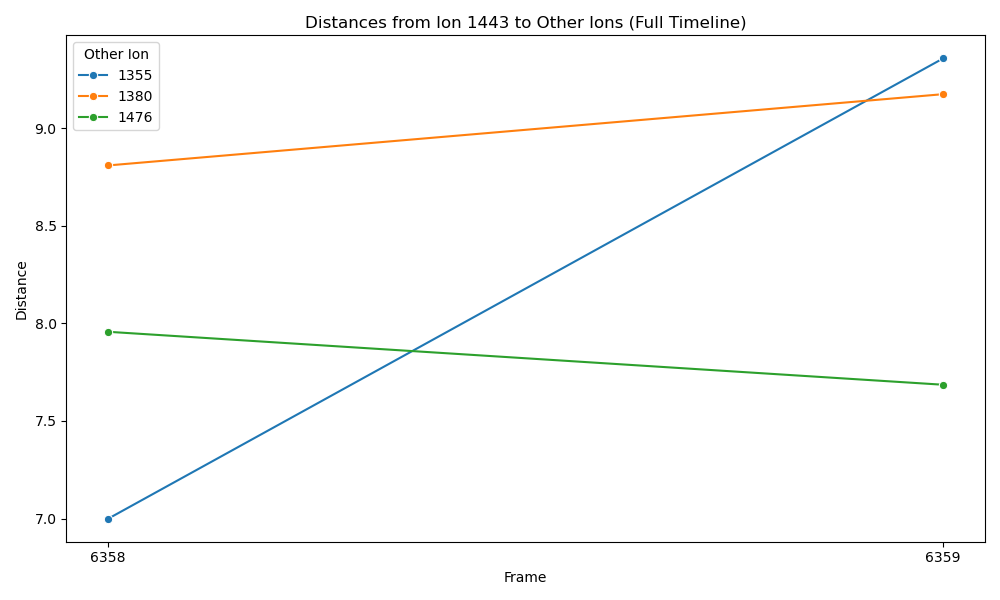 Distances from Ion 1443 to Other Ions (Full Timeline)
Other Ion
1355
1380
1476
9.0
8.5
8.0
7.5
7.0
Distance
6358
6359
Frame